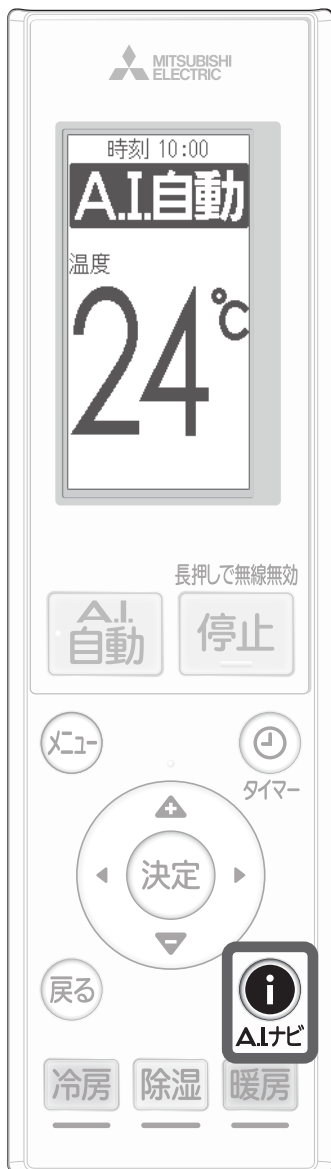 MITSUBISHI
ELECTRIC
時刻 10:00
A.I.自動
温度
24℃
長押しで無線無効
A.I.
自動
停止
メニュー
タイマー
決定
戻る
i
A.I.ナビ
冷房 除湿 暖房